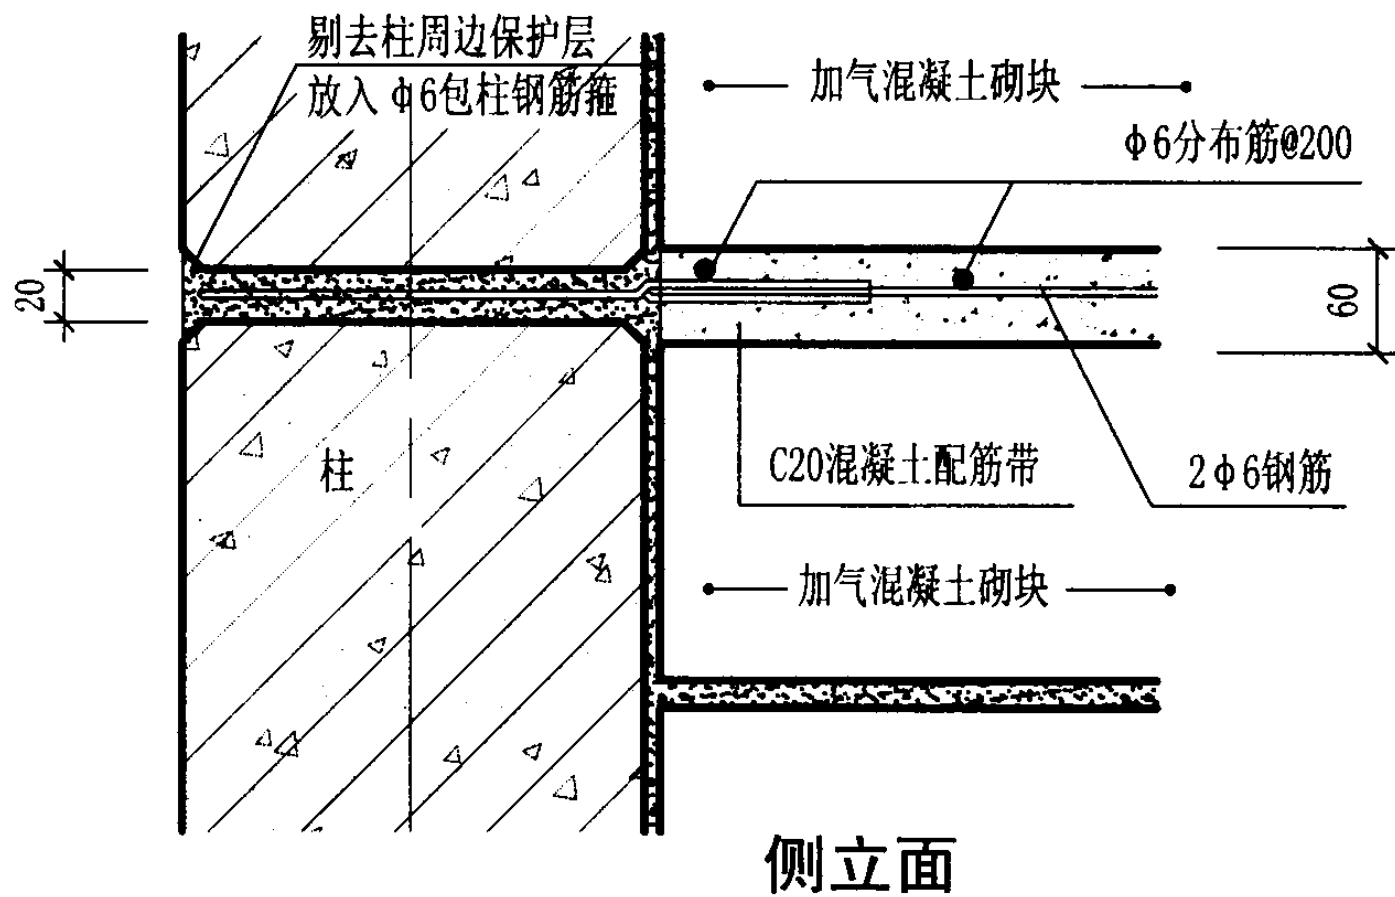 剔去柱周边保护层
放入φ6包柱钢筋箍
加气混凝土砌块
φ6分布筋@200
20
60
柱
C20混凝土配筋带
2φ6钢筋
加气混凝土砌块
侧立面